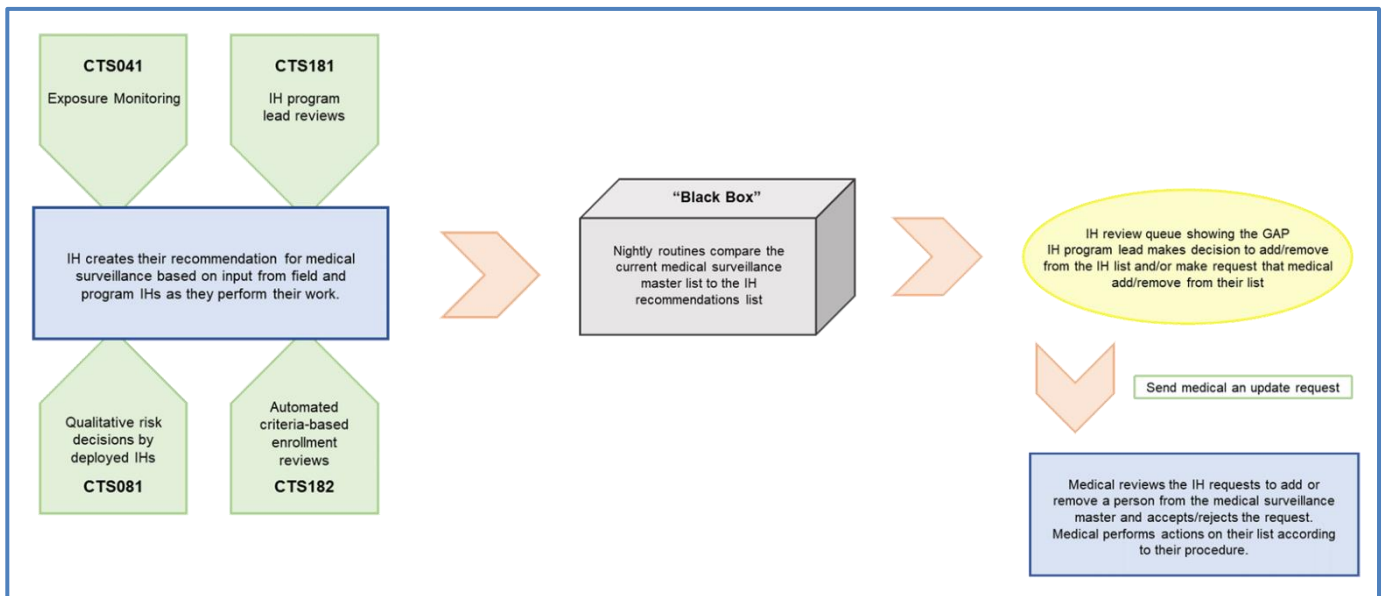 CTS041
Exposure Monitoring
CTS181
IH program
lead reviews
IH creates their recommendation for medical
surveillance based on input from field and
program IHs as they perform their work.
Qualitative risk
decisions by
deployed IHs
CTS081
Automated
criteria-based
enrollment
reviews
CTS182
“Black Box”
Nightly routines compare the
current medical surveillance
master list to the IH
recommendations list
IH review queue showing the GAP
IH program lead makes decision to add/remove
from the IH list and/or make request that medical
add/remove from their list
Send medical an update request
Medical reviews the IH requests to add or
remove a person from the medical surveillance
master and accepts/rejects the request.
Medical performs actions on their list according
to their procedure.